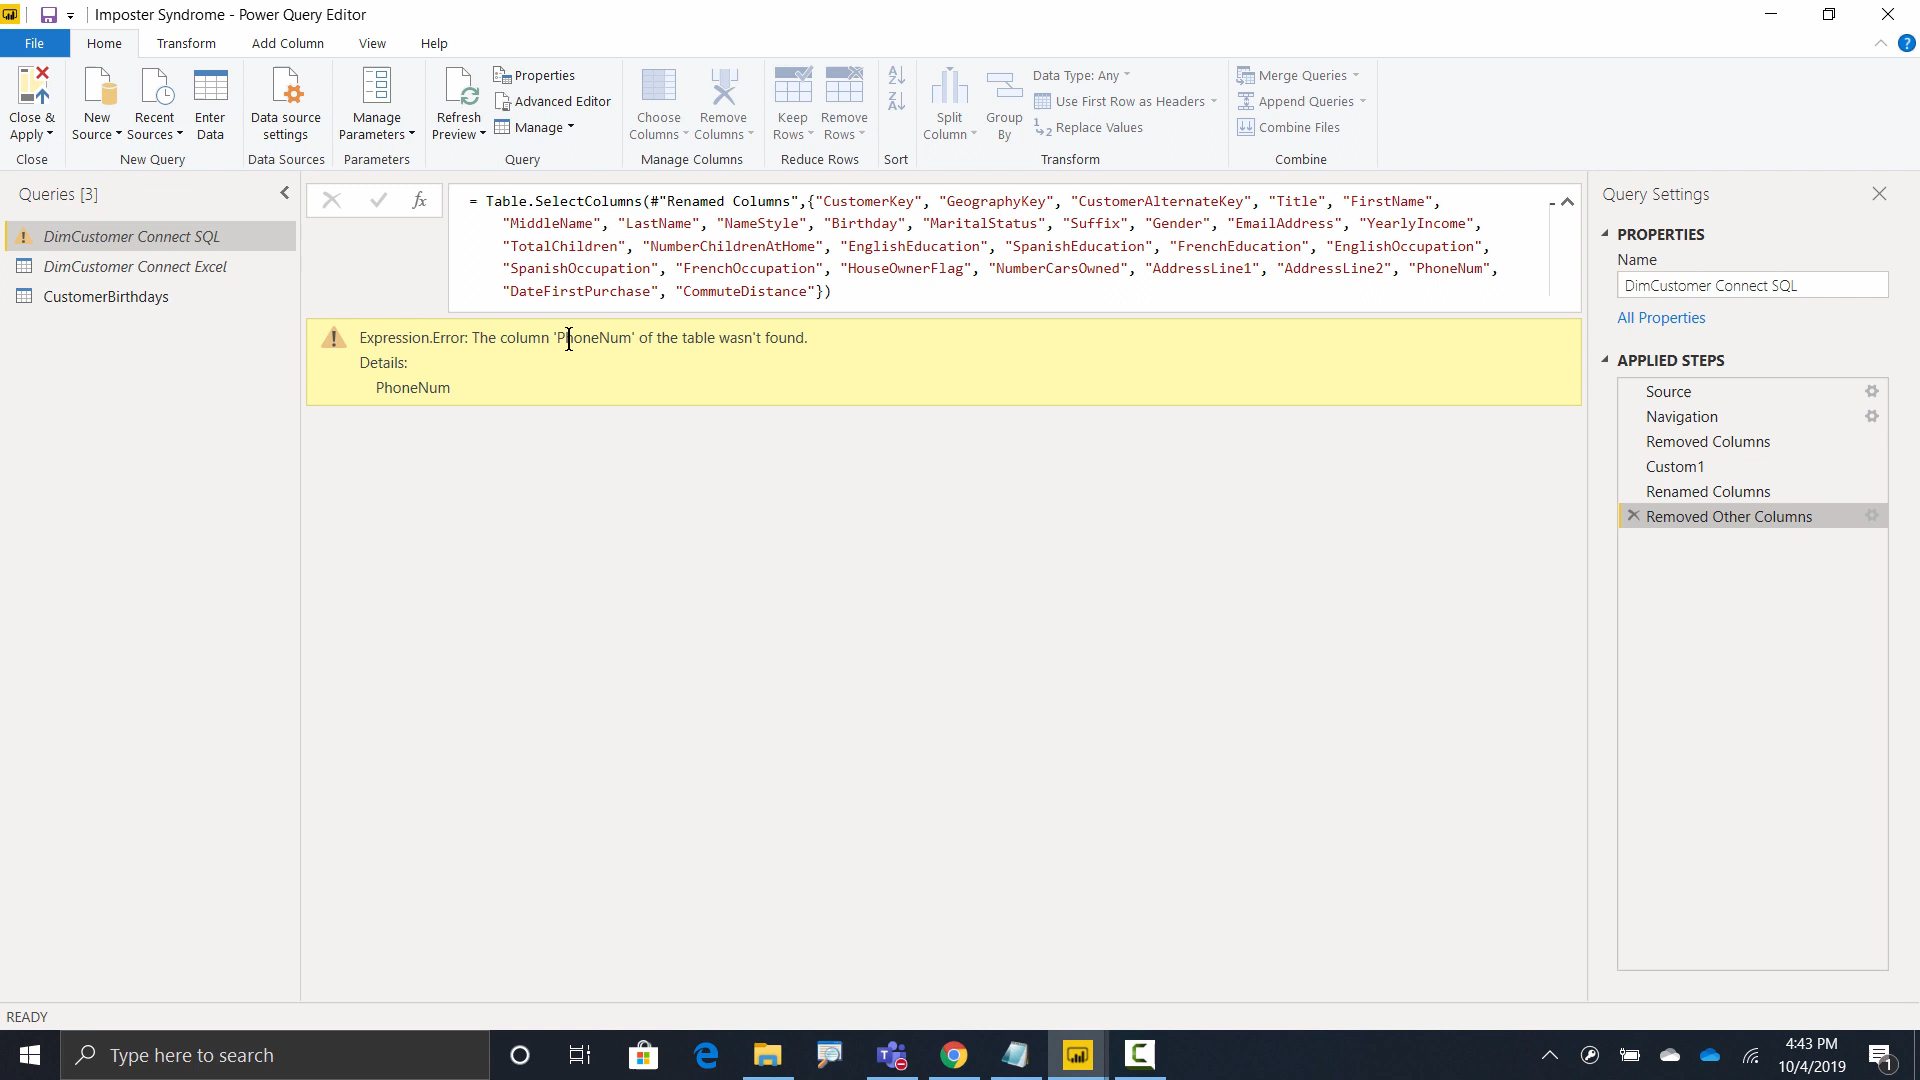 Imposter Syndrome - Power Query Editor
File Home Transform Add Column View Help
Close & Apply
New Source
Recent Sources
Enter Data
Data source settings
Manage Parameters
Refresh Preview
Properties
Advanced Editor
Manage
Choose Columns
Remove Columns
Keep Rows
Remove Rows
Split Column
Group By
Data Type: Any
Use First Row as Headers
Replace Values
Merge Queries
Append Queries
Combine Files
Close New Query Data Sources Parameters Query Manage Columns Reduce Rows Sort Transform Combine
Queries [3]
DimCustomer Connect SQL
DimCustomer Connect Excel
CustomerBirthdays
fx
= Table.SelectColumns(#"Renamed Columns",{"CustomerKey", "GeographyKey", "CustomerAlternateKey", "Title", "FirstName",
"MiddleName", "LastName", "NameStyle", "Birthday", "MaritalStatus", "Suffix", "Gender", "EmailAddress", "YearlyIncome",
"TotalChildren", "NumberChildrenAtHome", "EnglishEducation", "SpanishEducation", "FrenchEducation", "EnglishOccupation",
"SpanishOccupation", "FrenchOccupation", "HouseOwnerFlag", "NumberCarsOwned", "AddressLine1", "AddressLine2", "PhoneNum",
"DateFirstPurchase", "CommuteDistance"})
Expression.Error: The column 'PhoneNum' of the table wasn't found.
Details:
PhoneNum
Query Settings
PROPERTIES
Name
DimCustomer Connect SQL
All Properties
APPLIED STEPS
Source
Navigation
Removed Columns
Custom1
Renamed Columns
Removed Other Columns
READY
Type here to search
4:43 PM
10/4/2019
1